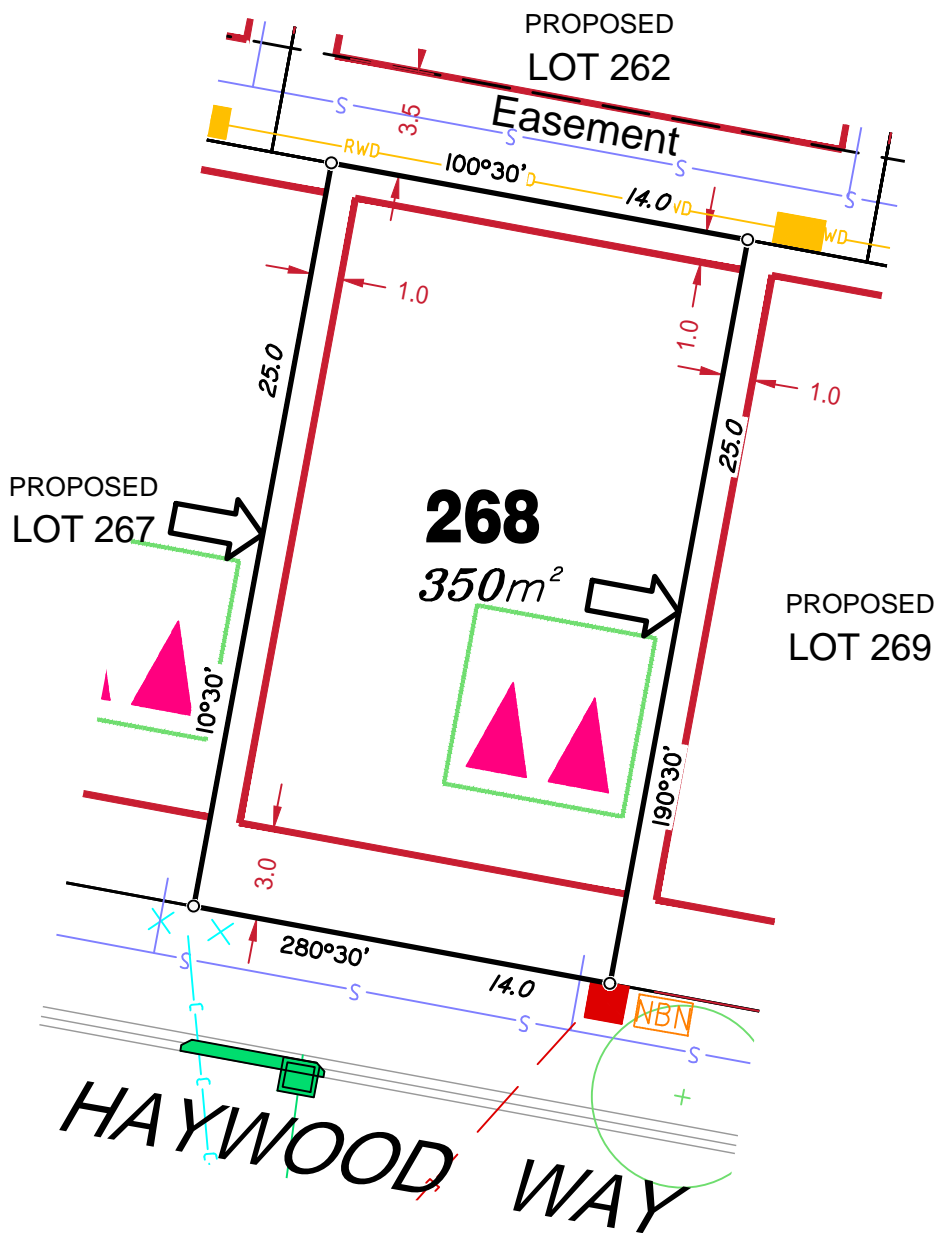 PROPOSED
LOT 262
Easement
S
S
S
S
3.5
RWD
100°30'
14.0
WD
1.0
1.0
1.0
25.0
25.0
PROPOSED
LOT 267
268
350m²
PROPOSED
LOT 269
10°30'
190°30'
3.0
280°30'
14.0
S
S
S
S
NBN
HAYWOOD WAY